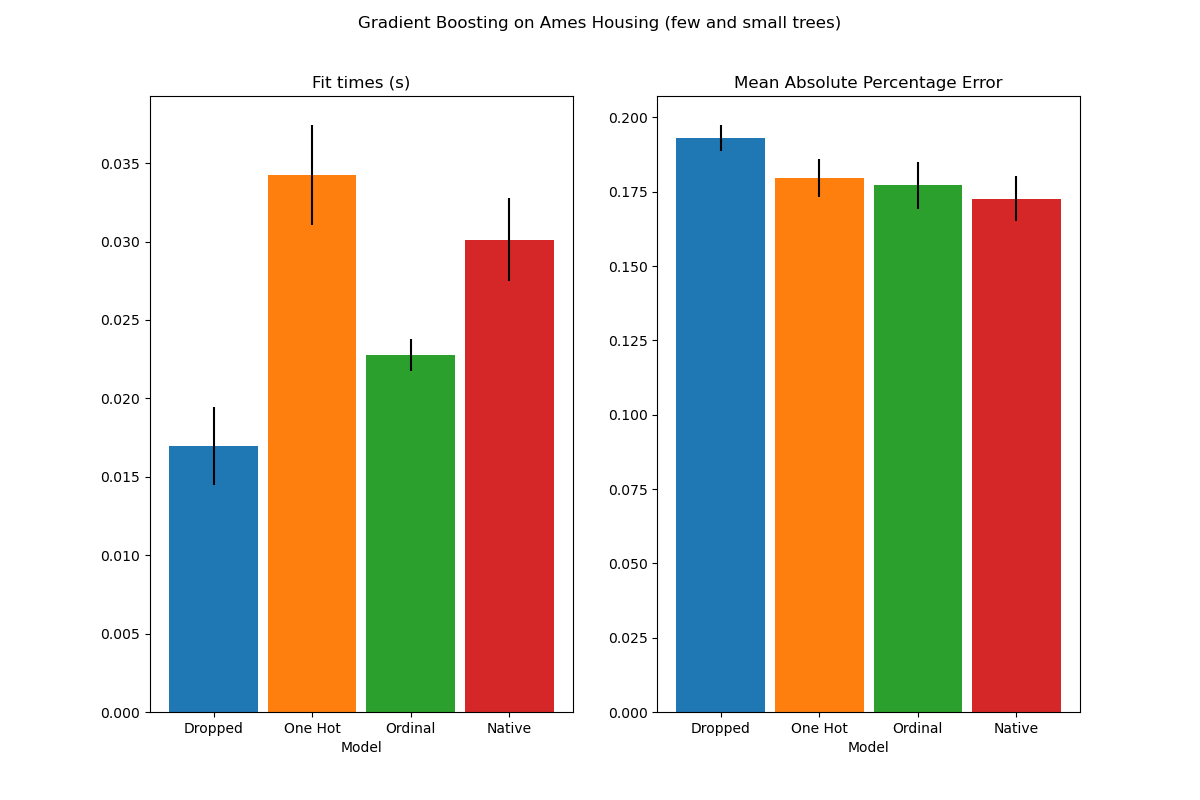 Gradient Boosting on Ames Housing (few and small trees)
Fit times (s)
0.035
0.030
0.025
0.020
0.015
0.010
0.005
0.000
Dropped One Hot Ordinal Native
Model
Mean Absolute Percentage Error
0.200
0.175
0.150
0.125
0.100
0.075
0.050
0.025
0.000
Dropped One Hot Ordinal Native
Model